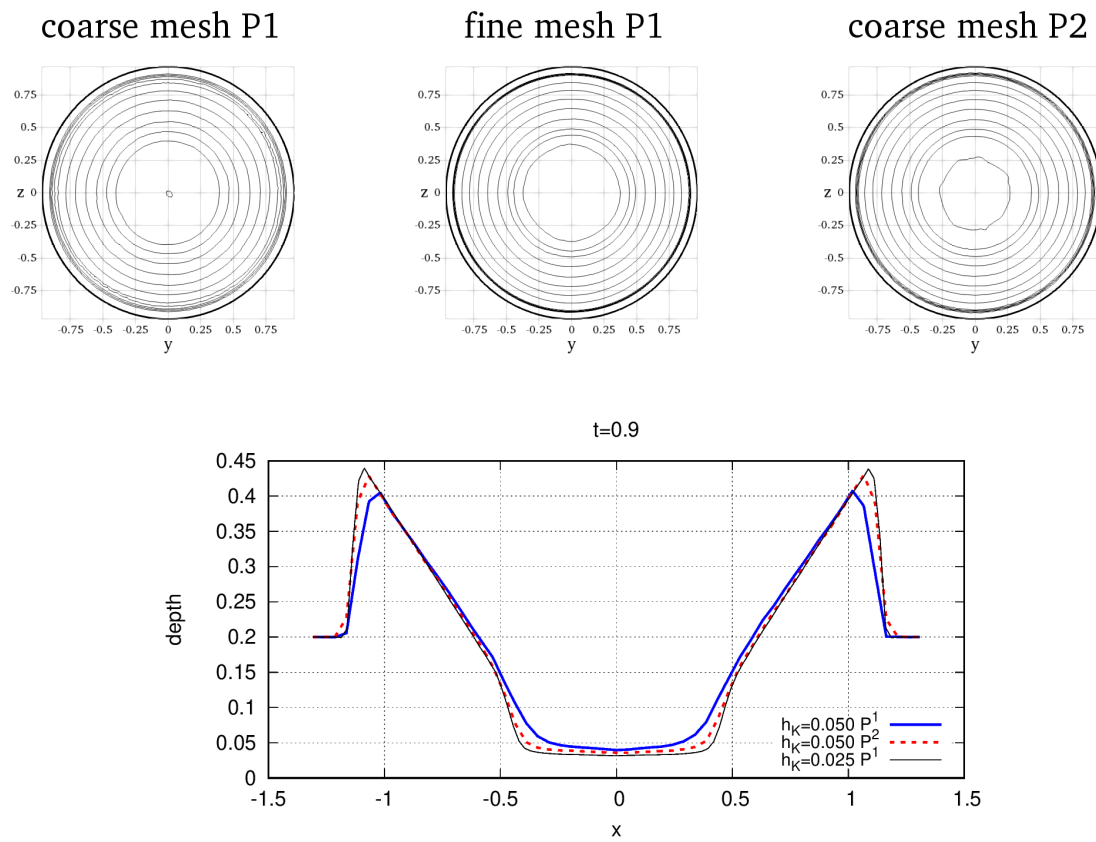 coarse mesh P1
fine mesh P1
coarse mesh P2
0.75
0.5
0.25
z 0
-0.25
-0.5
-0.75
-0.75 -0.5 -0.25 0 0.25 0.5 0.75
y
0.75
0.5
0.25
z 0
-0.25
-0.5
-0.75
-0.75 -0.5 -0.25 0 0.25 0.5 0.75
y
0.75
0.5
0.25
z 0
-0.25
-0.5
-0.75
-0.75 -0.5 -0.25 0 0.25 0.5 0.75
y
t=0.9
0.45
0.4
0.35
0.3
0.25
0.2
0.15
0.1
0.05
0
depth
h_K=0.050 P^1
h_K=0.050 P^2
h_K=0.025 P^1
-1.5 -1 -0.5 0 0.5 1 1.5
x